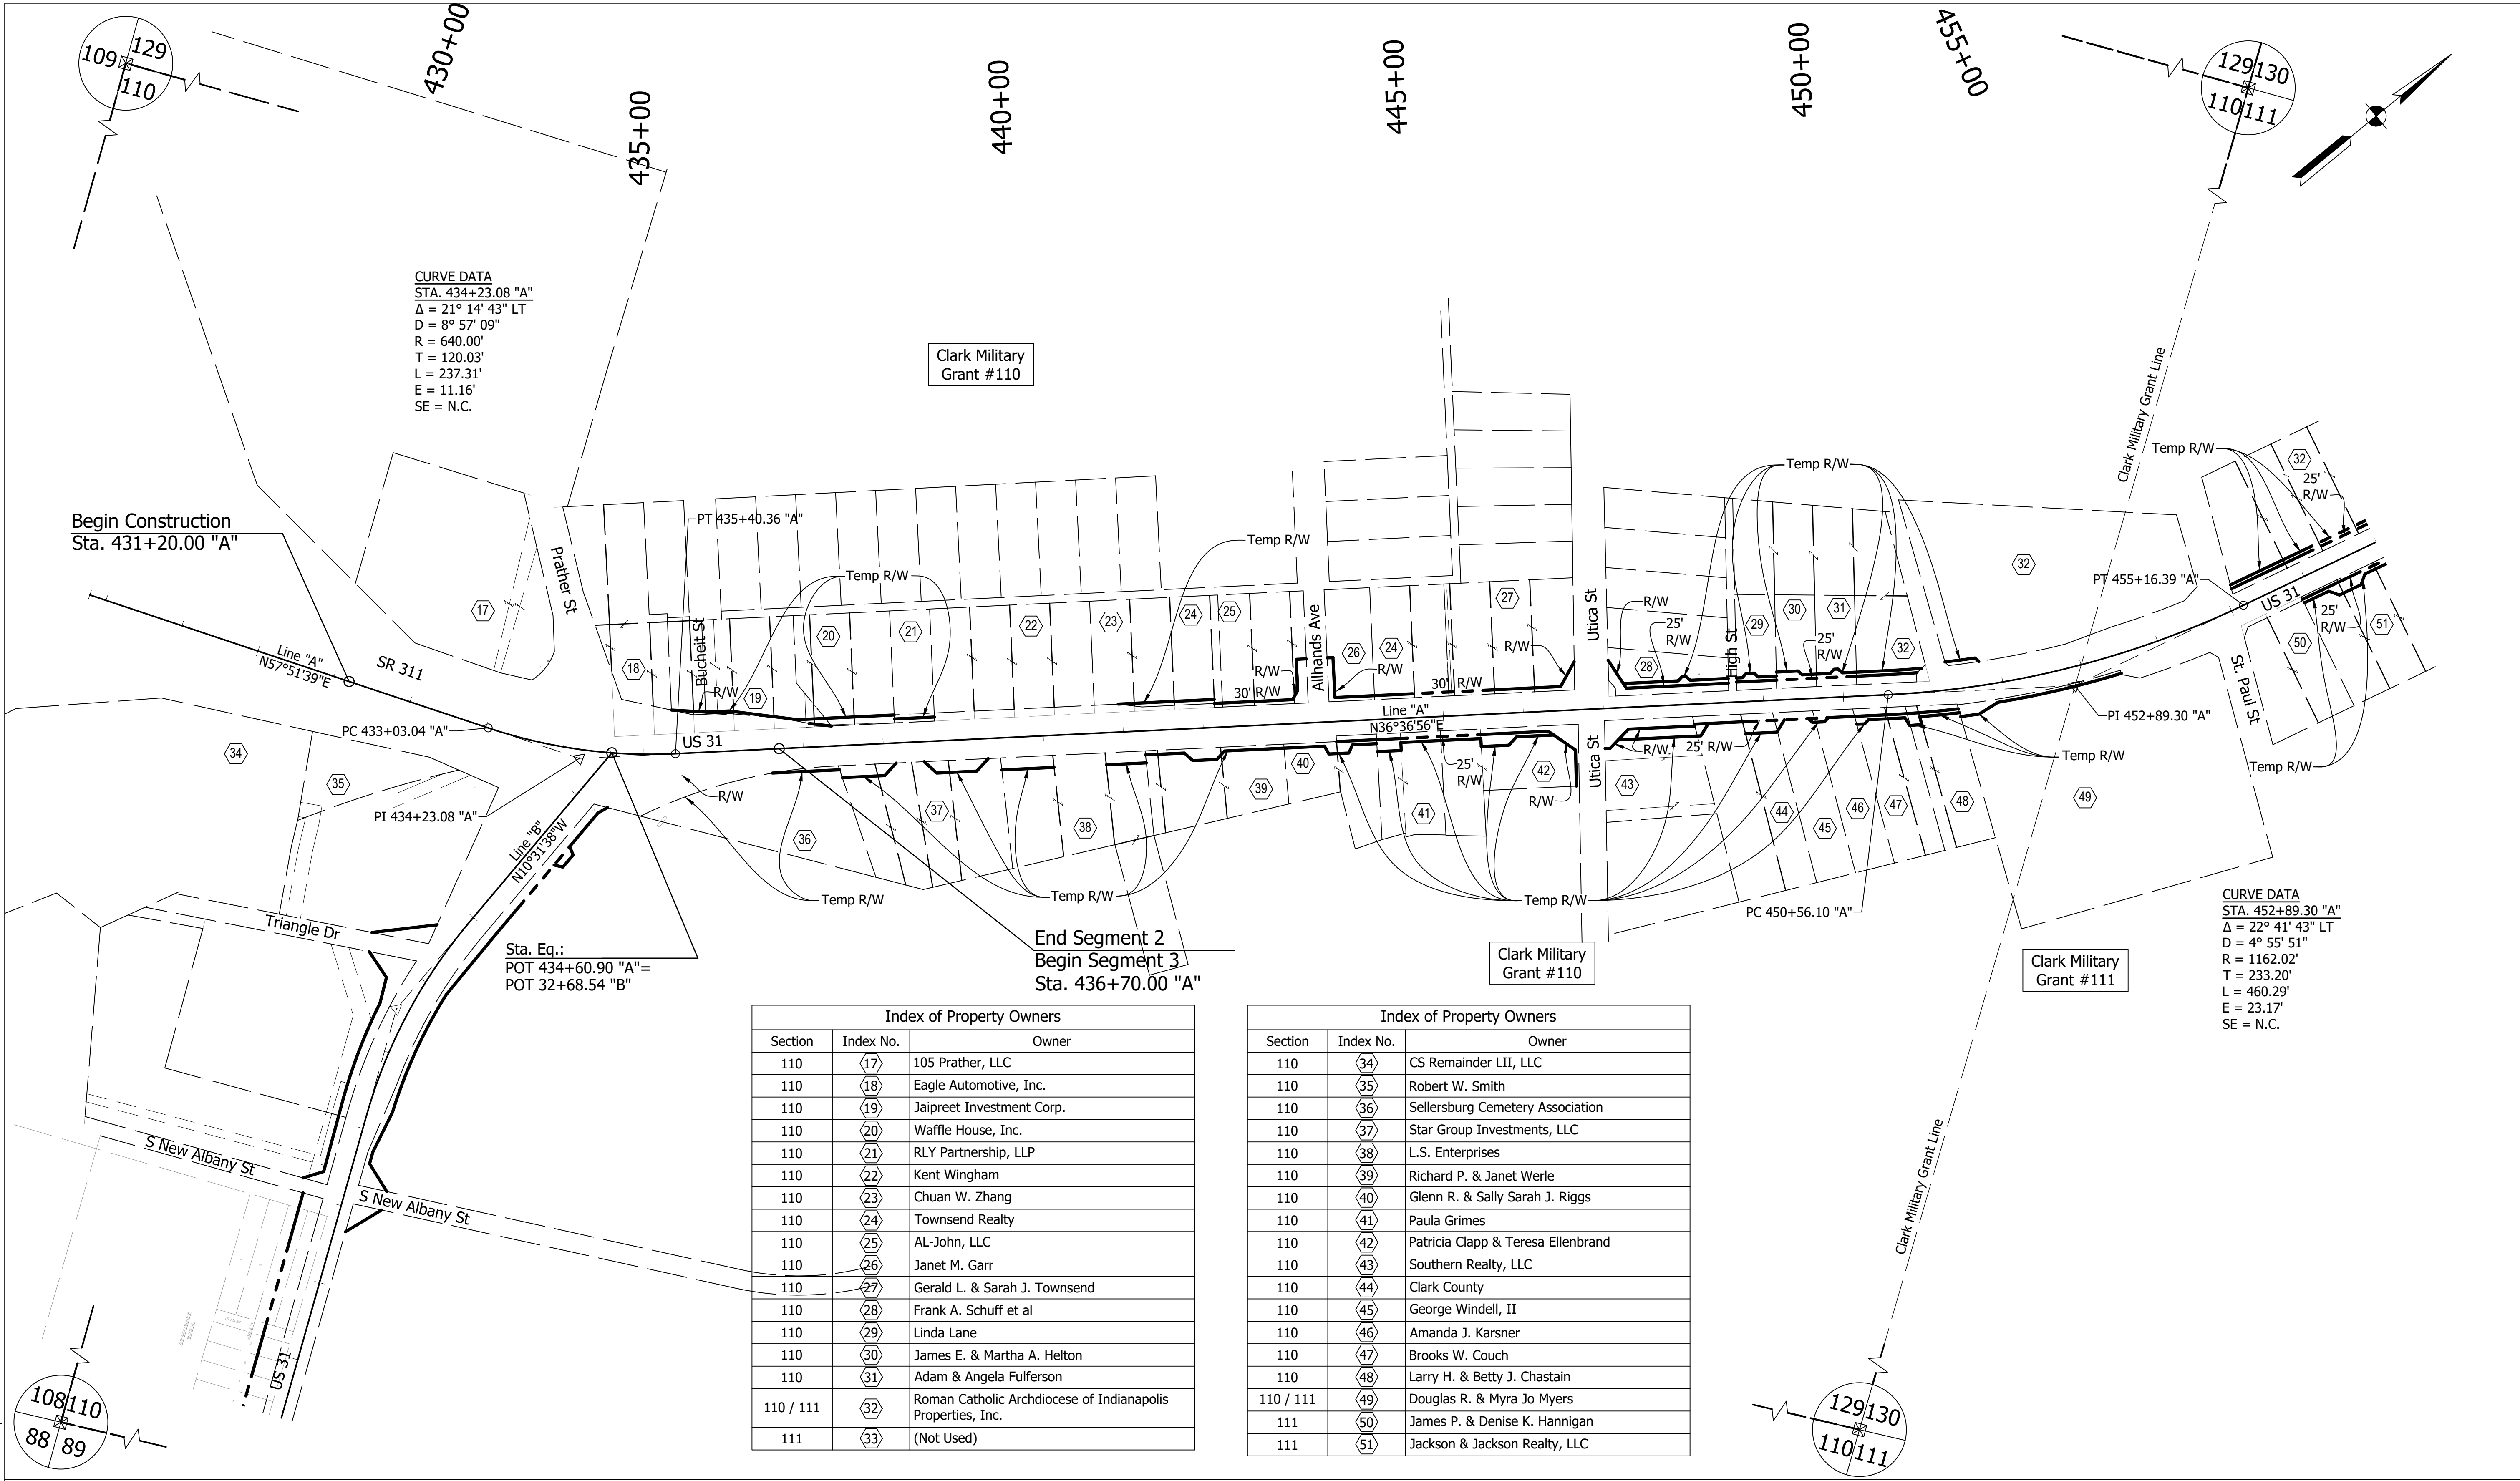 109
129
110
430+00
435+00
440+00
445+00
450+00
455+00
129
130
110
111
CURVE DATA
STA. 434+23.08 "A"
Δ = 21° 14' 43" LT
D = 8° 57' 09"
R = 640.00'
T = 120.03'
L = 237.31'
E = 11.16'
SE = N.C.
Clark Military
Grant #110
Clark Military Grant Line
Begin Construction
Sta. 431+20.00 "A"
PT 435+40.36 "A"
Temp R/W
Temp R/W
Temp R/W
Temp R/W
32
25'
R/W
32
PT 455+16.39 "A"
US 31
Prather St
17
18
Bucheit St
R/W
19
20
21
22
23
24
25
R/W
30' R/W
Allhands Ave
26
R/W
24
30' R/W
27
R/W
Utica St
R/W
28
25'
R/W
High St
29
30
25'
R/W
31
32
25'
R/W
50
51
St. Paul St
Line "A"
N57°51'39"E
SR 311
PC 433+03.04 "A"
US 31
Line "A"
N36°36'56"E
PI 452+89.30 "A"
34
35
PI 434+23.08 "A"
Line "B"
N10°31'38"W
R/W
36
37
38
39
40
41
25'
R/W
42
R/W
Utica St
R/W
25' R/W
43
44
45
46
47
48
49
Temp R/W
Temp R/W
Temp R/W
Temp R/W
Temp R/W
PC 450+56.10 "A"
Triangle Dr
Sta. Eq.:
POT 434+60.90 "A"=
POT 32+68.54 "B"
End Segment 2
Begin Segment 3
Sta. 436+70.00 "A"
Clark Military
Grant #110
Clark Military
Grant #111
CURVE DATA
STA. 452+89.30 "A"
Δ = 22° 41' 43" LT
D = 4° 55' 51"
R = 1162.02'
T = 233.20'
L = 460.29'
E = 23.17'
SE = N.C.
Index of Property Owners
Section Index No. Owner
110 17 105 Prather, LLC
110 18 Eagle Automotive, Inc.
110 19 Jaipreet Investment Corp.
110 20 Waffle House, Inc.
110 21 RLY Partnership, LLP
110 22 Kent Wingham
110 23 Chuan W. Zhang
110 24 Townsend Realty
110 25 AL-John, LLC
110 26 Janet M. Garr
110 27 Gerald L. & Sarah J. Townsend
110 28 Frank A. Schuff et al
110 29 Linda Lane
110 30 James E. & Martha A. Helton
110 31 Adam & Angela Fulferson
110 / 111 32 Roman Catholic Archdiocese of Indianapolis
Properties, Inc.
111 33 (Not Used)
Index of Property Owners
Section Index No. Owner
110 34 CS Remainder LII, LLC
110 35 Robert W. Smith
110 36 Sellersburg Cemetery Association
110 37 Star Group Investments, LLC
110 38 L.S. Enterprises
110 39 Richard P. & Janet Werle
110 40 Glenn R. & Sally Sarah J. Riggs
110 41 Paula Grimes
110 42 Patricia Clapp & Teresa Ellenbrand
110 43 Southern Realty, LLC
110 44 Clark County
110 45 George Windell, II
110 46 Amanda J. Karsner
110 47 Brooks W. Couch
110 48 Larry H. & Betty J. Chastain
110 / 111 49 Douglas R. & Myra Jo Myers
111 50 James P. & Denise K. Hannigan
111 51 Jackson & Jackson Realty, LLC
S New Albany St
S New Albany St
US 31
Clark Military Grant Line
108
110
88
89
129
130
110
111